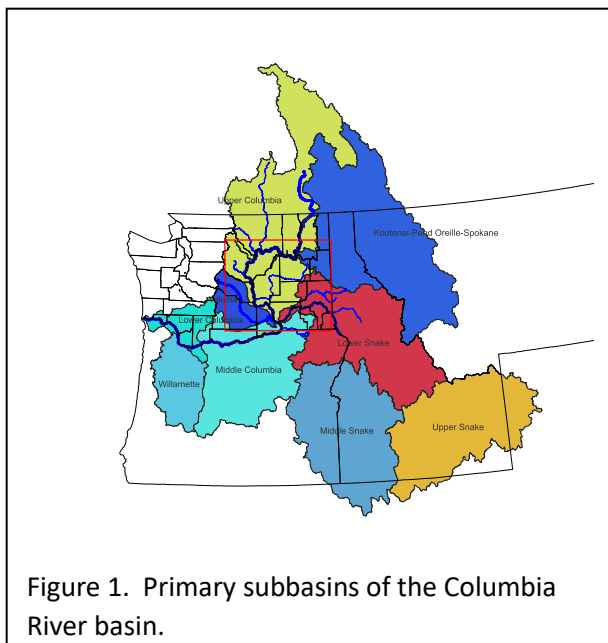 Upper Columbia
Kootenai-Pend Oreille-Spokane
Lower Columbia
Lower Snake
Willamette
Middle Columbia
Middle Snake
Upper Snake
Figure 1.  Primary subbasins of the Columbia
River basin.